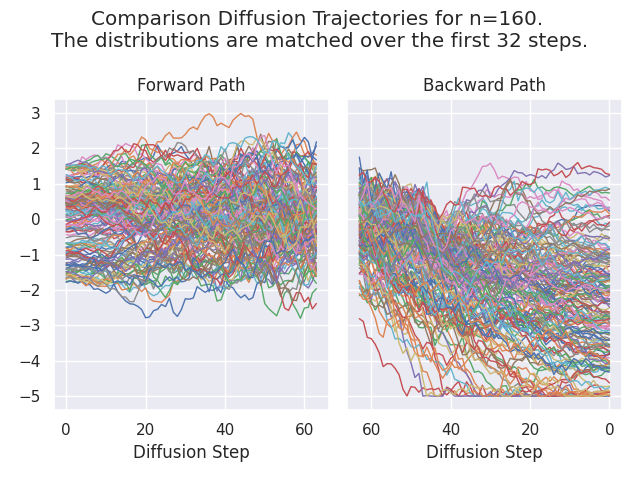 Comparison Diffusion Trajectories for n=160.
The distributions are matched over the first 32 steps.
Forward Path
Backward Path
3
2
1
0
−1
−2
−3
−4
−5
0 20 40 60
60 40 20 0
Diffusion Step
Diffusion Step